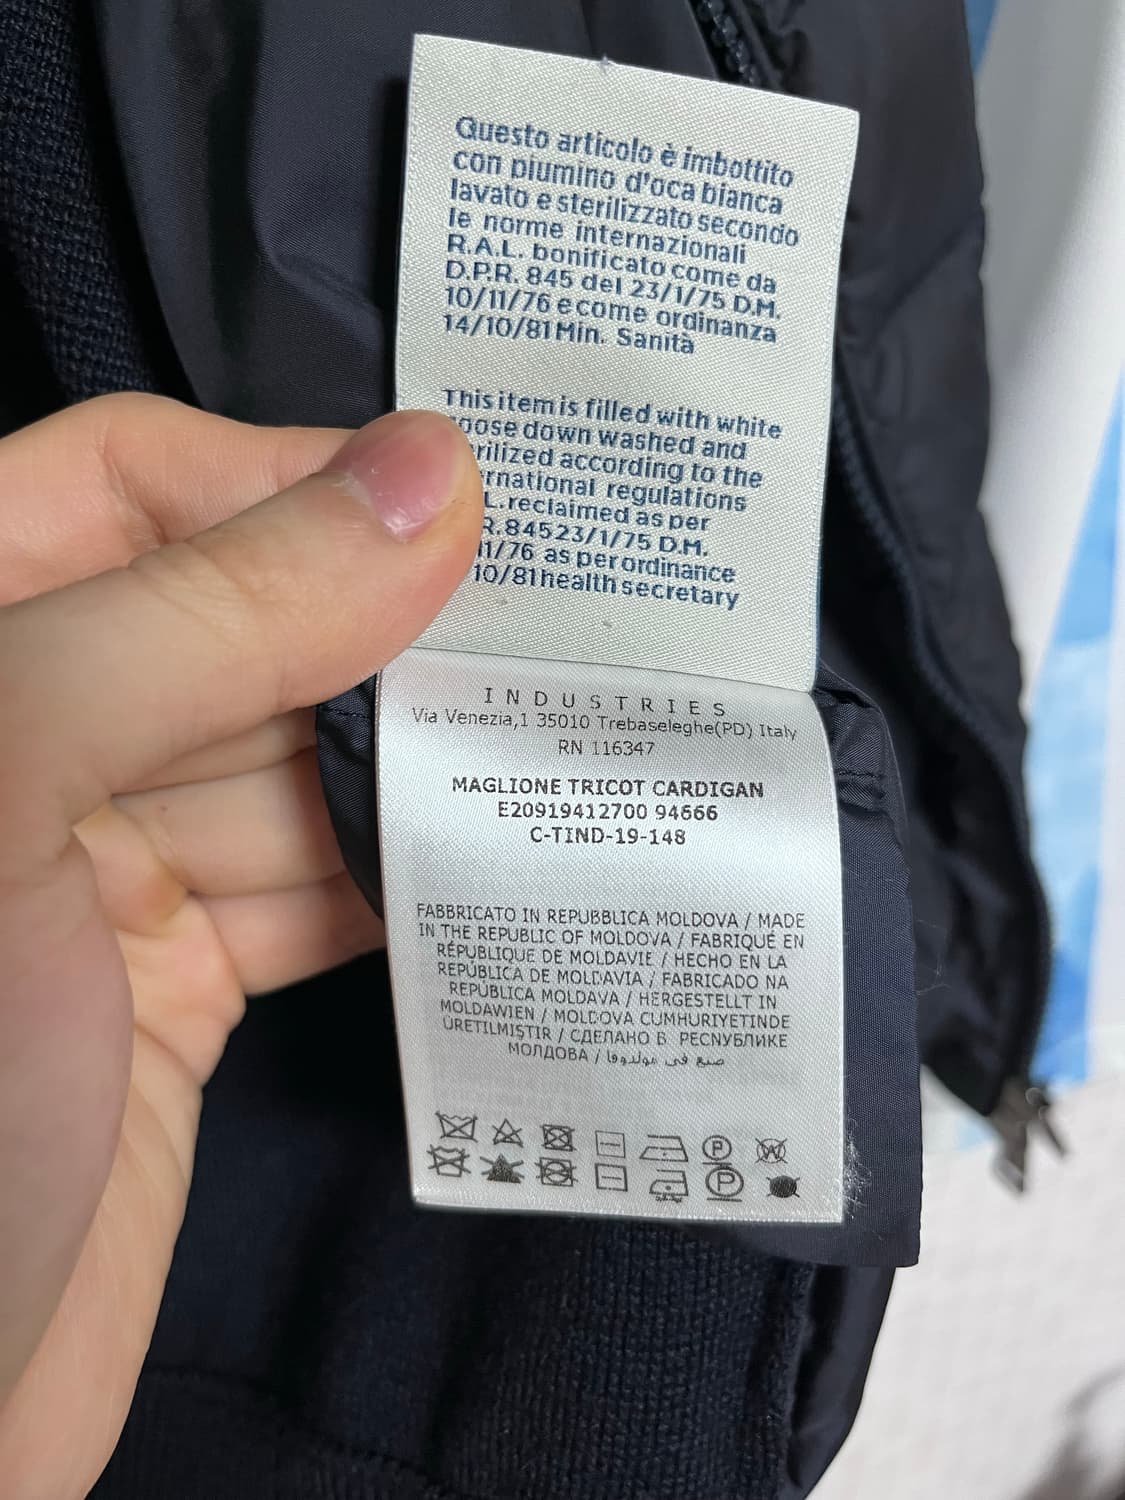 Questo articolo è imbottito
con piumino d'oca bianca
lavato e sterilizzato secondo
le norme internazionali
R.A.L. bonificato come da
D.P.R. 845 del 23/1/75 D.M.
10/11/76 e come ordinanza
14/10/81 Min. Sanità
This item is filled with white
oose down washed and
rilized according to the
rnational regulations
L. reclaimed as per
R. 845 23/1/75 D.M.
11/76 as per ordinance
10/81 health secretary
INDUSTRIES
Via Venezia,1 35010 Trebaseleghe(PD) Italy
RN 116347
MAGLIONE TRICOT CARDIGAN
E20919412700 94666
C-TIND-19-148
FABBRICATO IN REPUBBLICA MOLDOVA / MADE
IN THE REPUBLIC OF MOLDOVA / FABRIQUÉ EN
RÉPUBLIQUE DE MOLDAVIE / HECHO EN LA
REPÚBLICA DE MOLDAVIA / FABRICADO NA
REPÚBLICA MOLDAVA / HERGESTELLT IN
MOLDAWIEN / MOLDOVA CUMHURIYETINDE
ÜRETILMIŞTIR / СДЕЛАНО В РЕСПУБЛИКЕ
МОЛДОВА / صنع في مولدوفا
P W
P